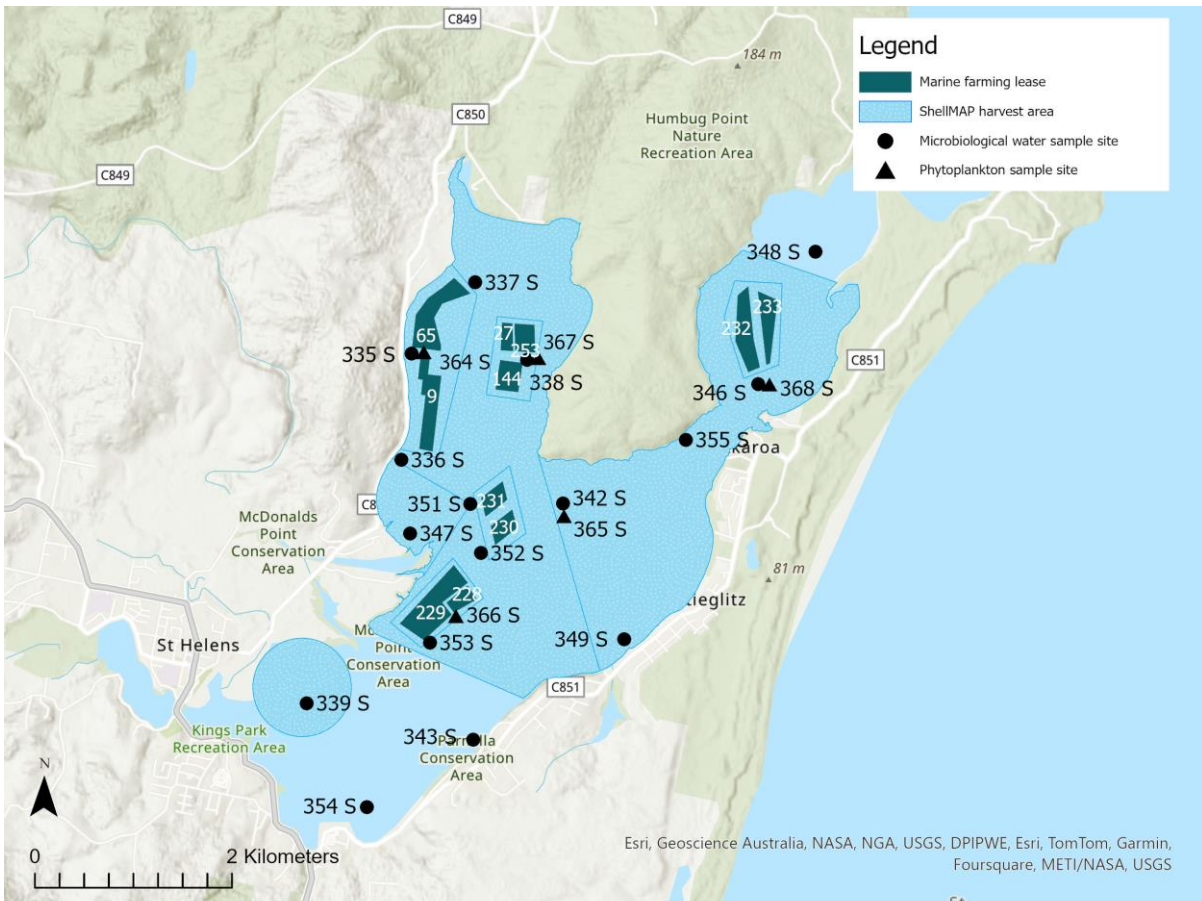 C849
184 m
Legend
Marine farming lease
ShellMAP harvest area
Microbiological water sample site
Phytoplankton sample site
C850
Humbug Point
Nature
Recreation Area
C849
348 S
337 S
233
232
27
367 S
65
253
335 S
364 S
338 S
144
9
C851
346 S
368 S
355 S
karoa
336 S
351 S
231
342 S
C8
230
365 S
347 S
McDonalds
Point
Conservation
Area
352 S
81 m
228
229
366 S
tieglitz
St Helens
353 S
349 S
Point
Conservation
Area
C851
339 S
Kings Park
Recreation Area
343 S
Conservation
Area
N
354 S
0
2 Kilometers
Esri, Geoscience Australia, NASA, NGA, USGS, DPIPWE, Esri, TomTom, Garmin,
Foursquare, METI/NASA, USGS